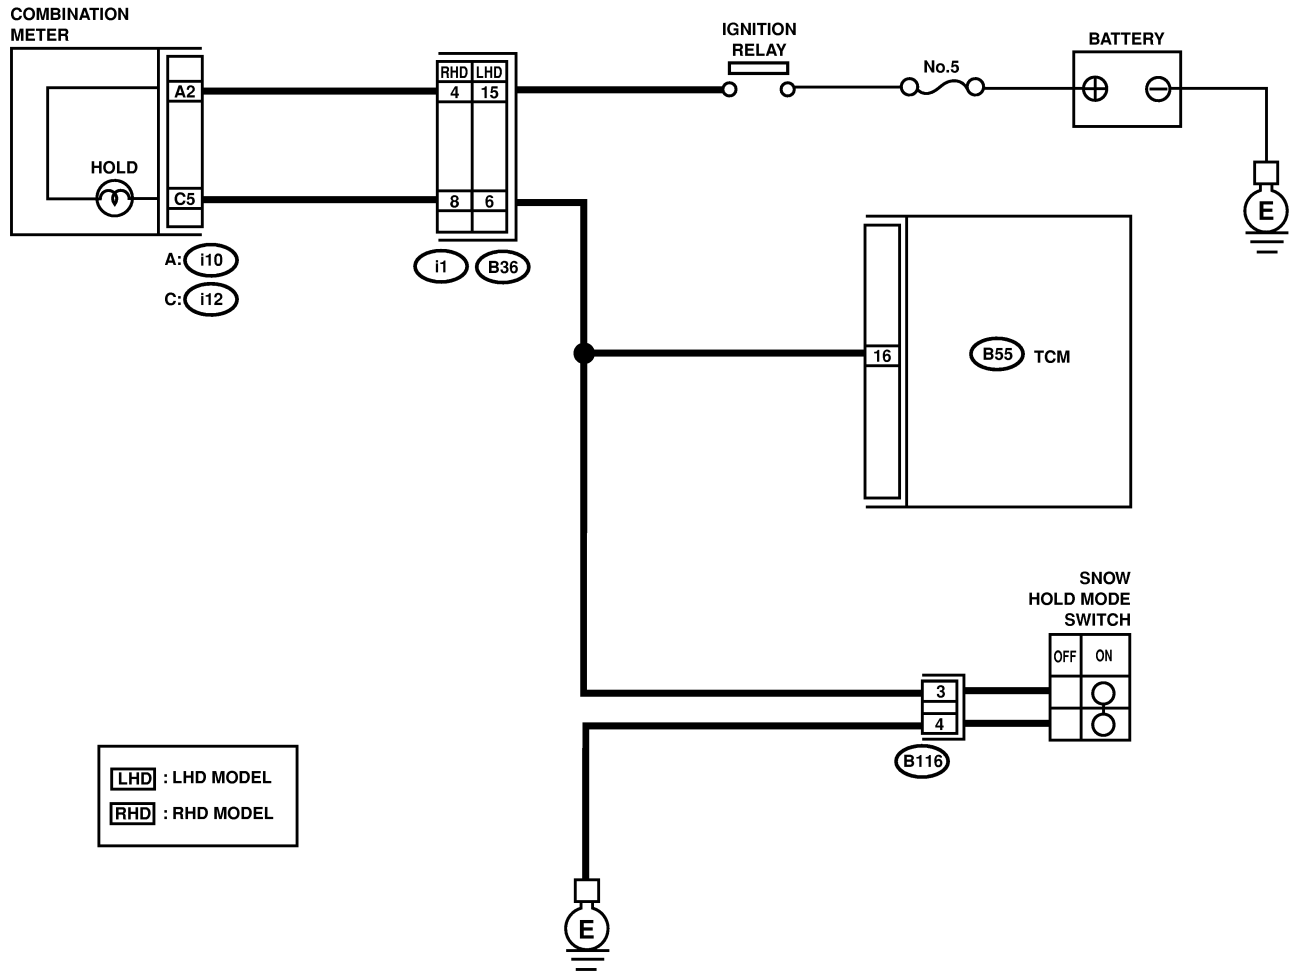 COMBINATION
METER
HOLD
A2
C5
A: i10
C: i12
RHD LHD
4 15
8 6
i1 B36
IGNITION
RELAY
No.5
BATTERY
E
16
B55 TCM
SNOW
HOLD MODE
SWITCH
OFF ON
3
4
B116
LHD : LHD MODEL
RHD : RHD MODEL
E